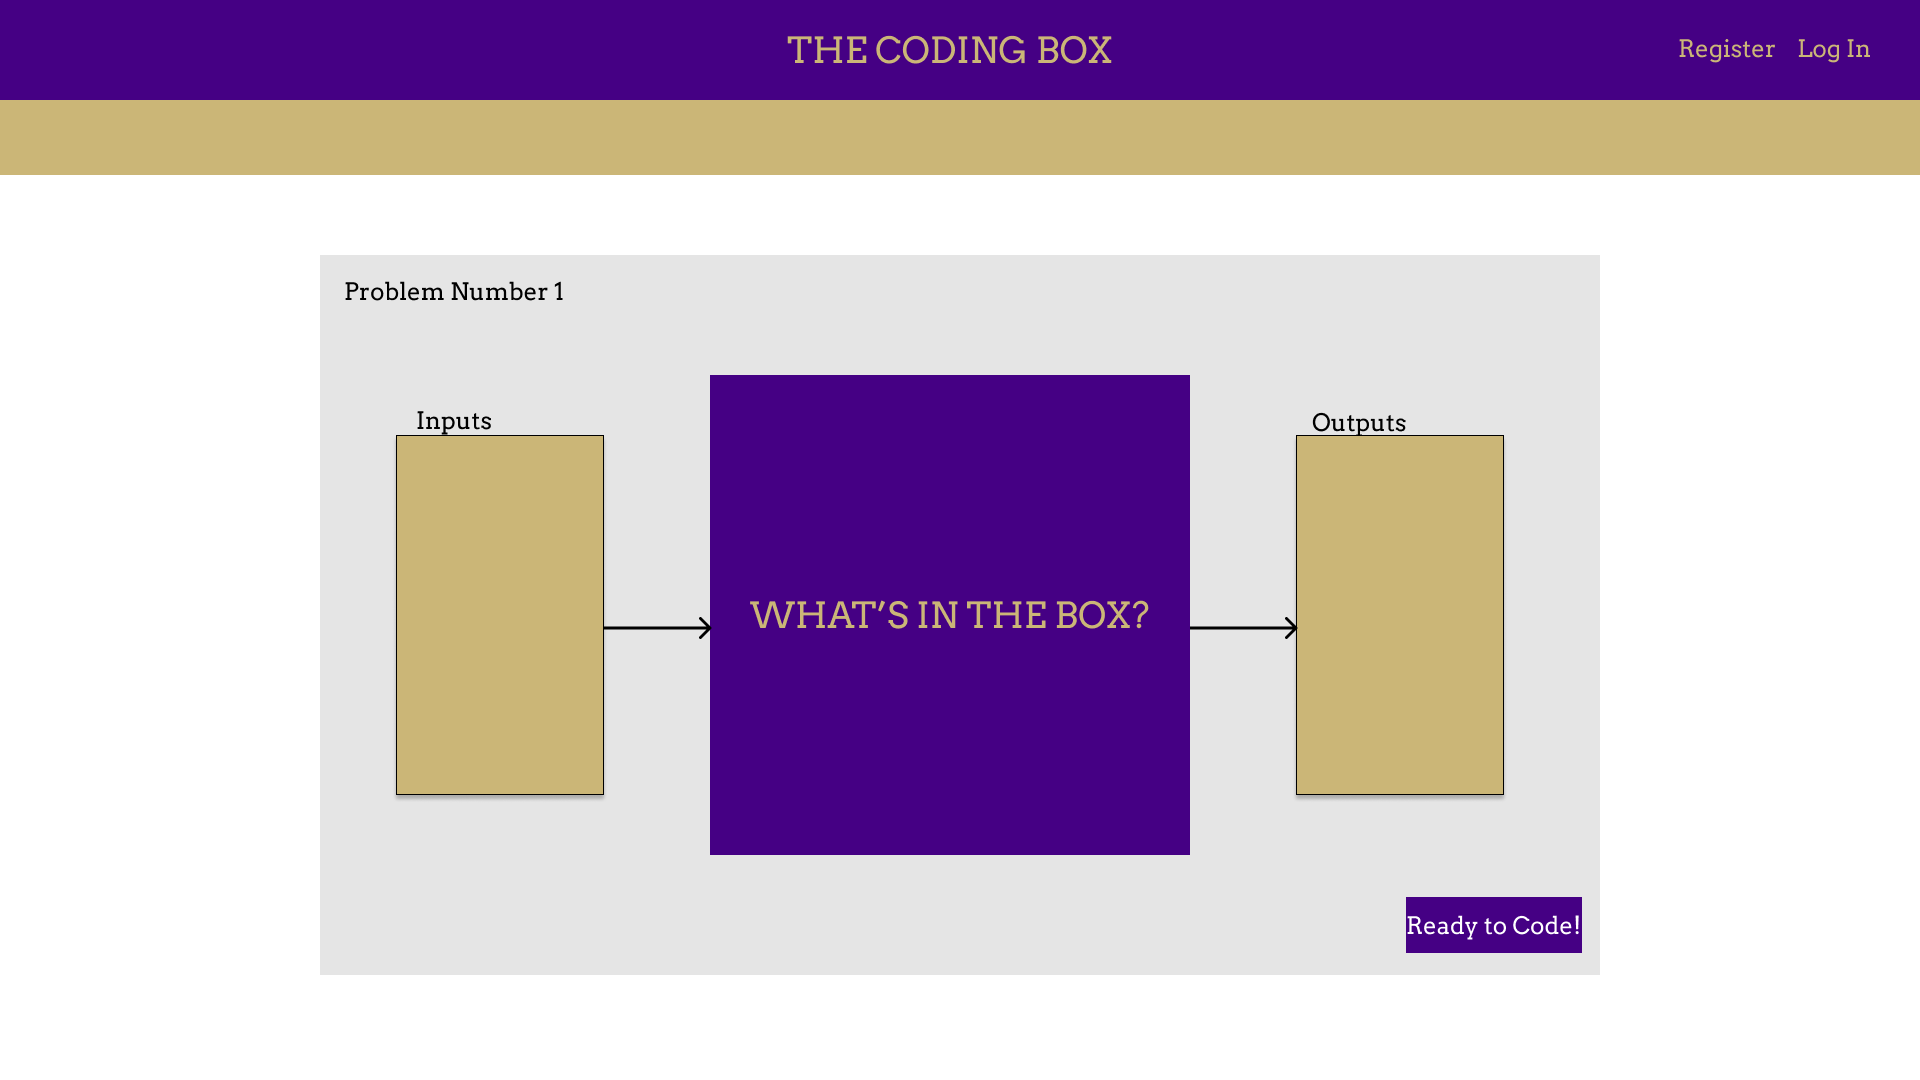 THE CODING BOX
Register Log In
Problem Number 1
Inputs
Outputs
WHAT’S IN THE BOX?
Ready to Code!